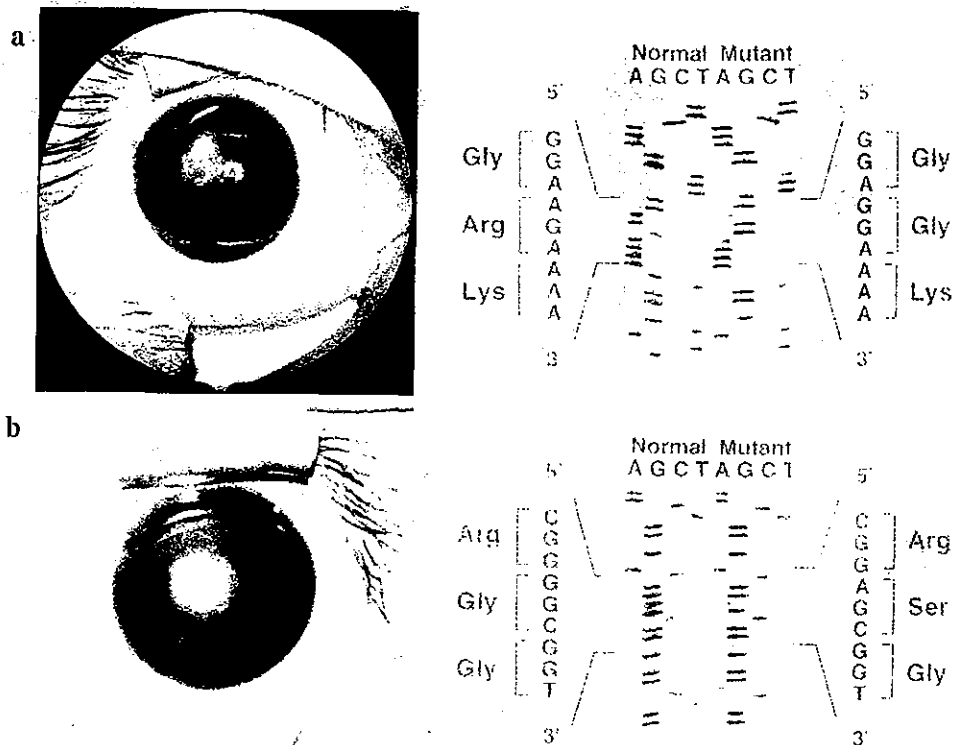 a
Normal Mutant
A G C T A G C T
5' 5'
Gly G G A G G A Gly
Arg A G A G G A Gly
Lys A A A A A A Lys
3' 3'
b
Normal Mutant
A G C T A G C T
5' 5'
Arg C G G C G G Arg
Gly G G C A G C Ser
Gly G G T G G T Gly
3' 3'